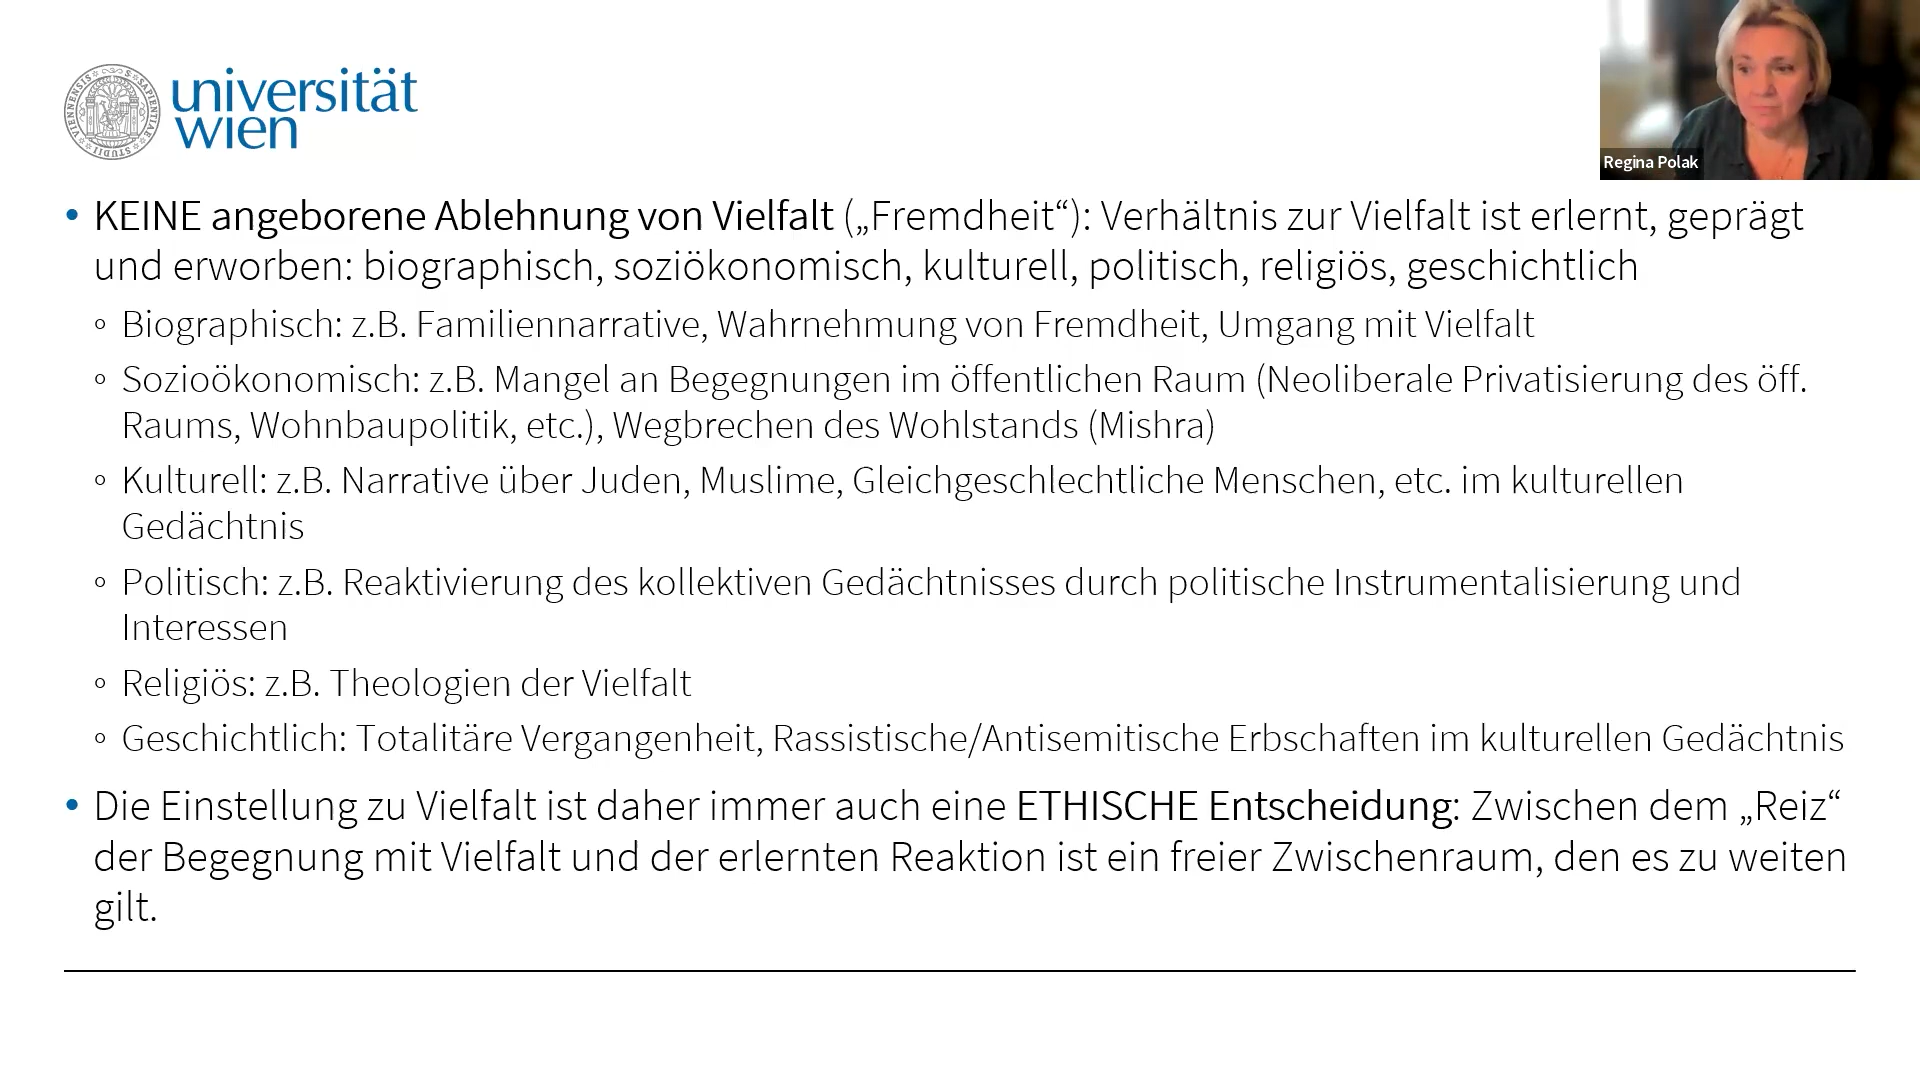 universität
wien
Regina Polak
• KEINE angeborene Ablehnung von Vielfalt („Fremdheit“): Verhältnis zur Vielfalt ist erlernt, geprägt
und erworben: biographisch, soziökonomisch, kulturell, politisch, religiös, geschichtlich
◦ Biographisch: z.B. Familiennarrative, Wahrnehmung von Fremdheit, Umgang mit Vielfalt
◦ Sozioökonomisch: z.B. Mangel an Begegnungen im öffentlichen Raum (Neoliberale Privatisierung des öff.
Raums, Wohnbaupolitik, etc.), Wegbrechen des Wohlstands (Mishra)
◦ Kulturell: z.B. Narrative über Juden, Muslime, Gleichgeschlechtliche Menschen, etc. im kulturellen
Gedächtnis
◦ Politisch: z.B. Reaktivierung des kollektiven Gedächtnisses durch politische Instrumentalisierung und
Interessen
◦ Religiös: z.B. Theologien der Vielfalt
◦ Geschichtlich: Totalitäre Vergangenheit, Rassistische/Antisemitische Erbschaften im kulturellen Gedächtnis
• Die Einstellung zu Vielfalt ist daher immer auch eine ETHISCHE Entscheidung: Zwischen dem „Reiz“
der Begegnung mit Vielfalt und der erlernten Reaktion ist ein freier Zwischenraum, den es zu weiten
gilt.